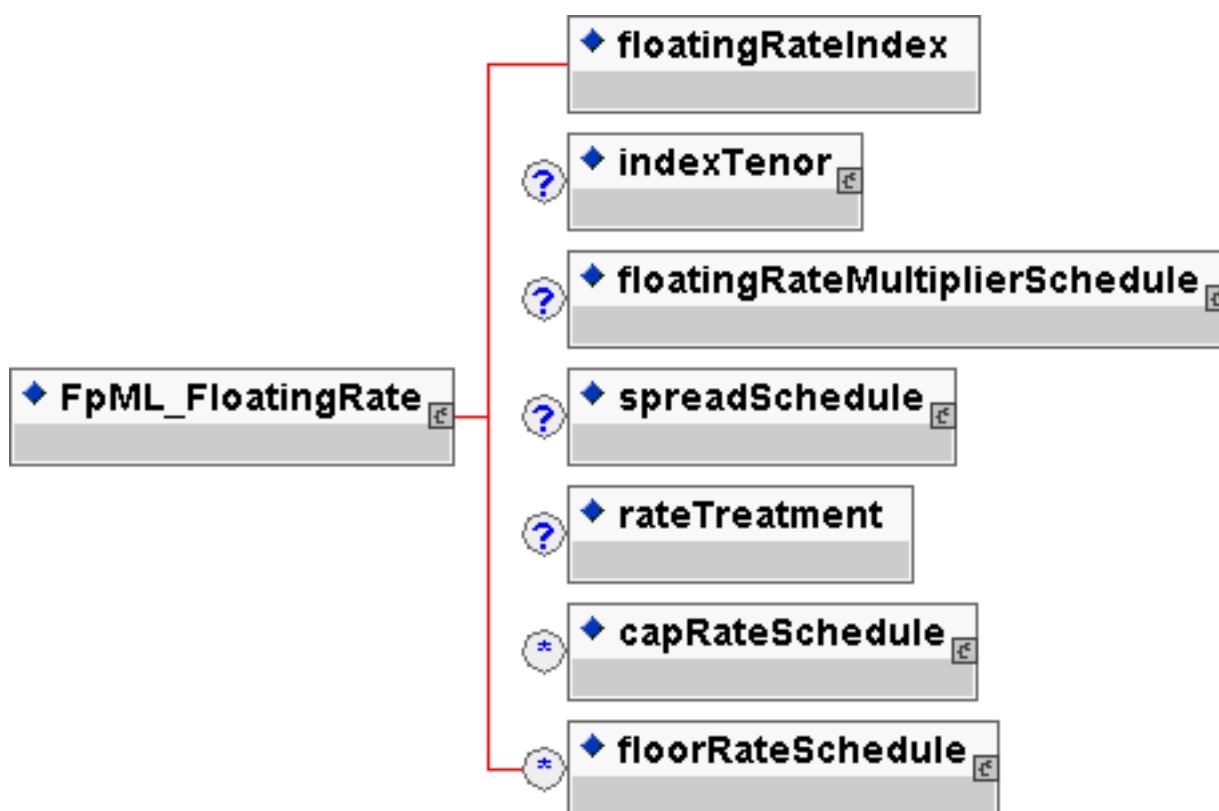 floatingRateIndex
? indexTenor
? floatingRateMultiplierSchedule
FpML_FloatingRate
? spreadSchedule
? rateTreatment
* capRateSchedule
* floorRateSchedule